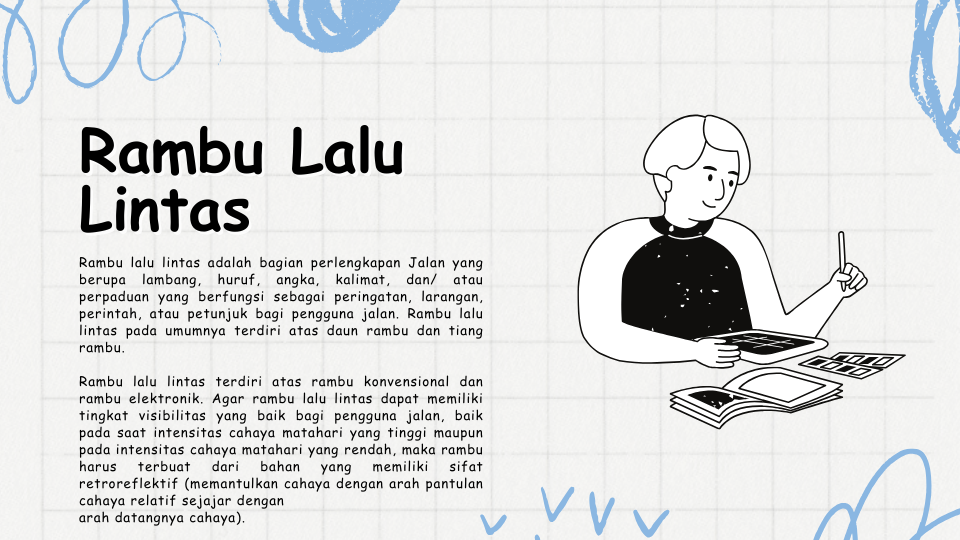 Rambu Lalu
Lintas
Rambu lalu lintas adalah bagian perlengkapan Jalan yang
berupa lambang, huruf, angka, kalimat, dan/ atau
perpaduan yang berfungsi sebagai peringatan, larangan,
perintah, atau petunjuk bagi pengguna jalan. Rambu lalu
lintas pada umumnya terdiri atas daun rambu dan tiang
rambu.
Rambu lalu lintas terdiri atas rambu konvensional dan
rambu elektronik. Agar rambu lalu lintas dapat memiliki
tingkat visibilitas yang baik bagi pengguna jalan, baik
pada saat intensitas cahaya matahari yang tinggi maupun
pada intensitas cahaya matahari yang rendah, maka rambu
harus terbuat dari bahan yang memiliki sifat
retroreflektif (memantulkan cahaya dengan arah pantulan
cahaya relatif sejajar dengan
arah datangnya cahaya).